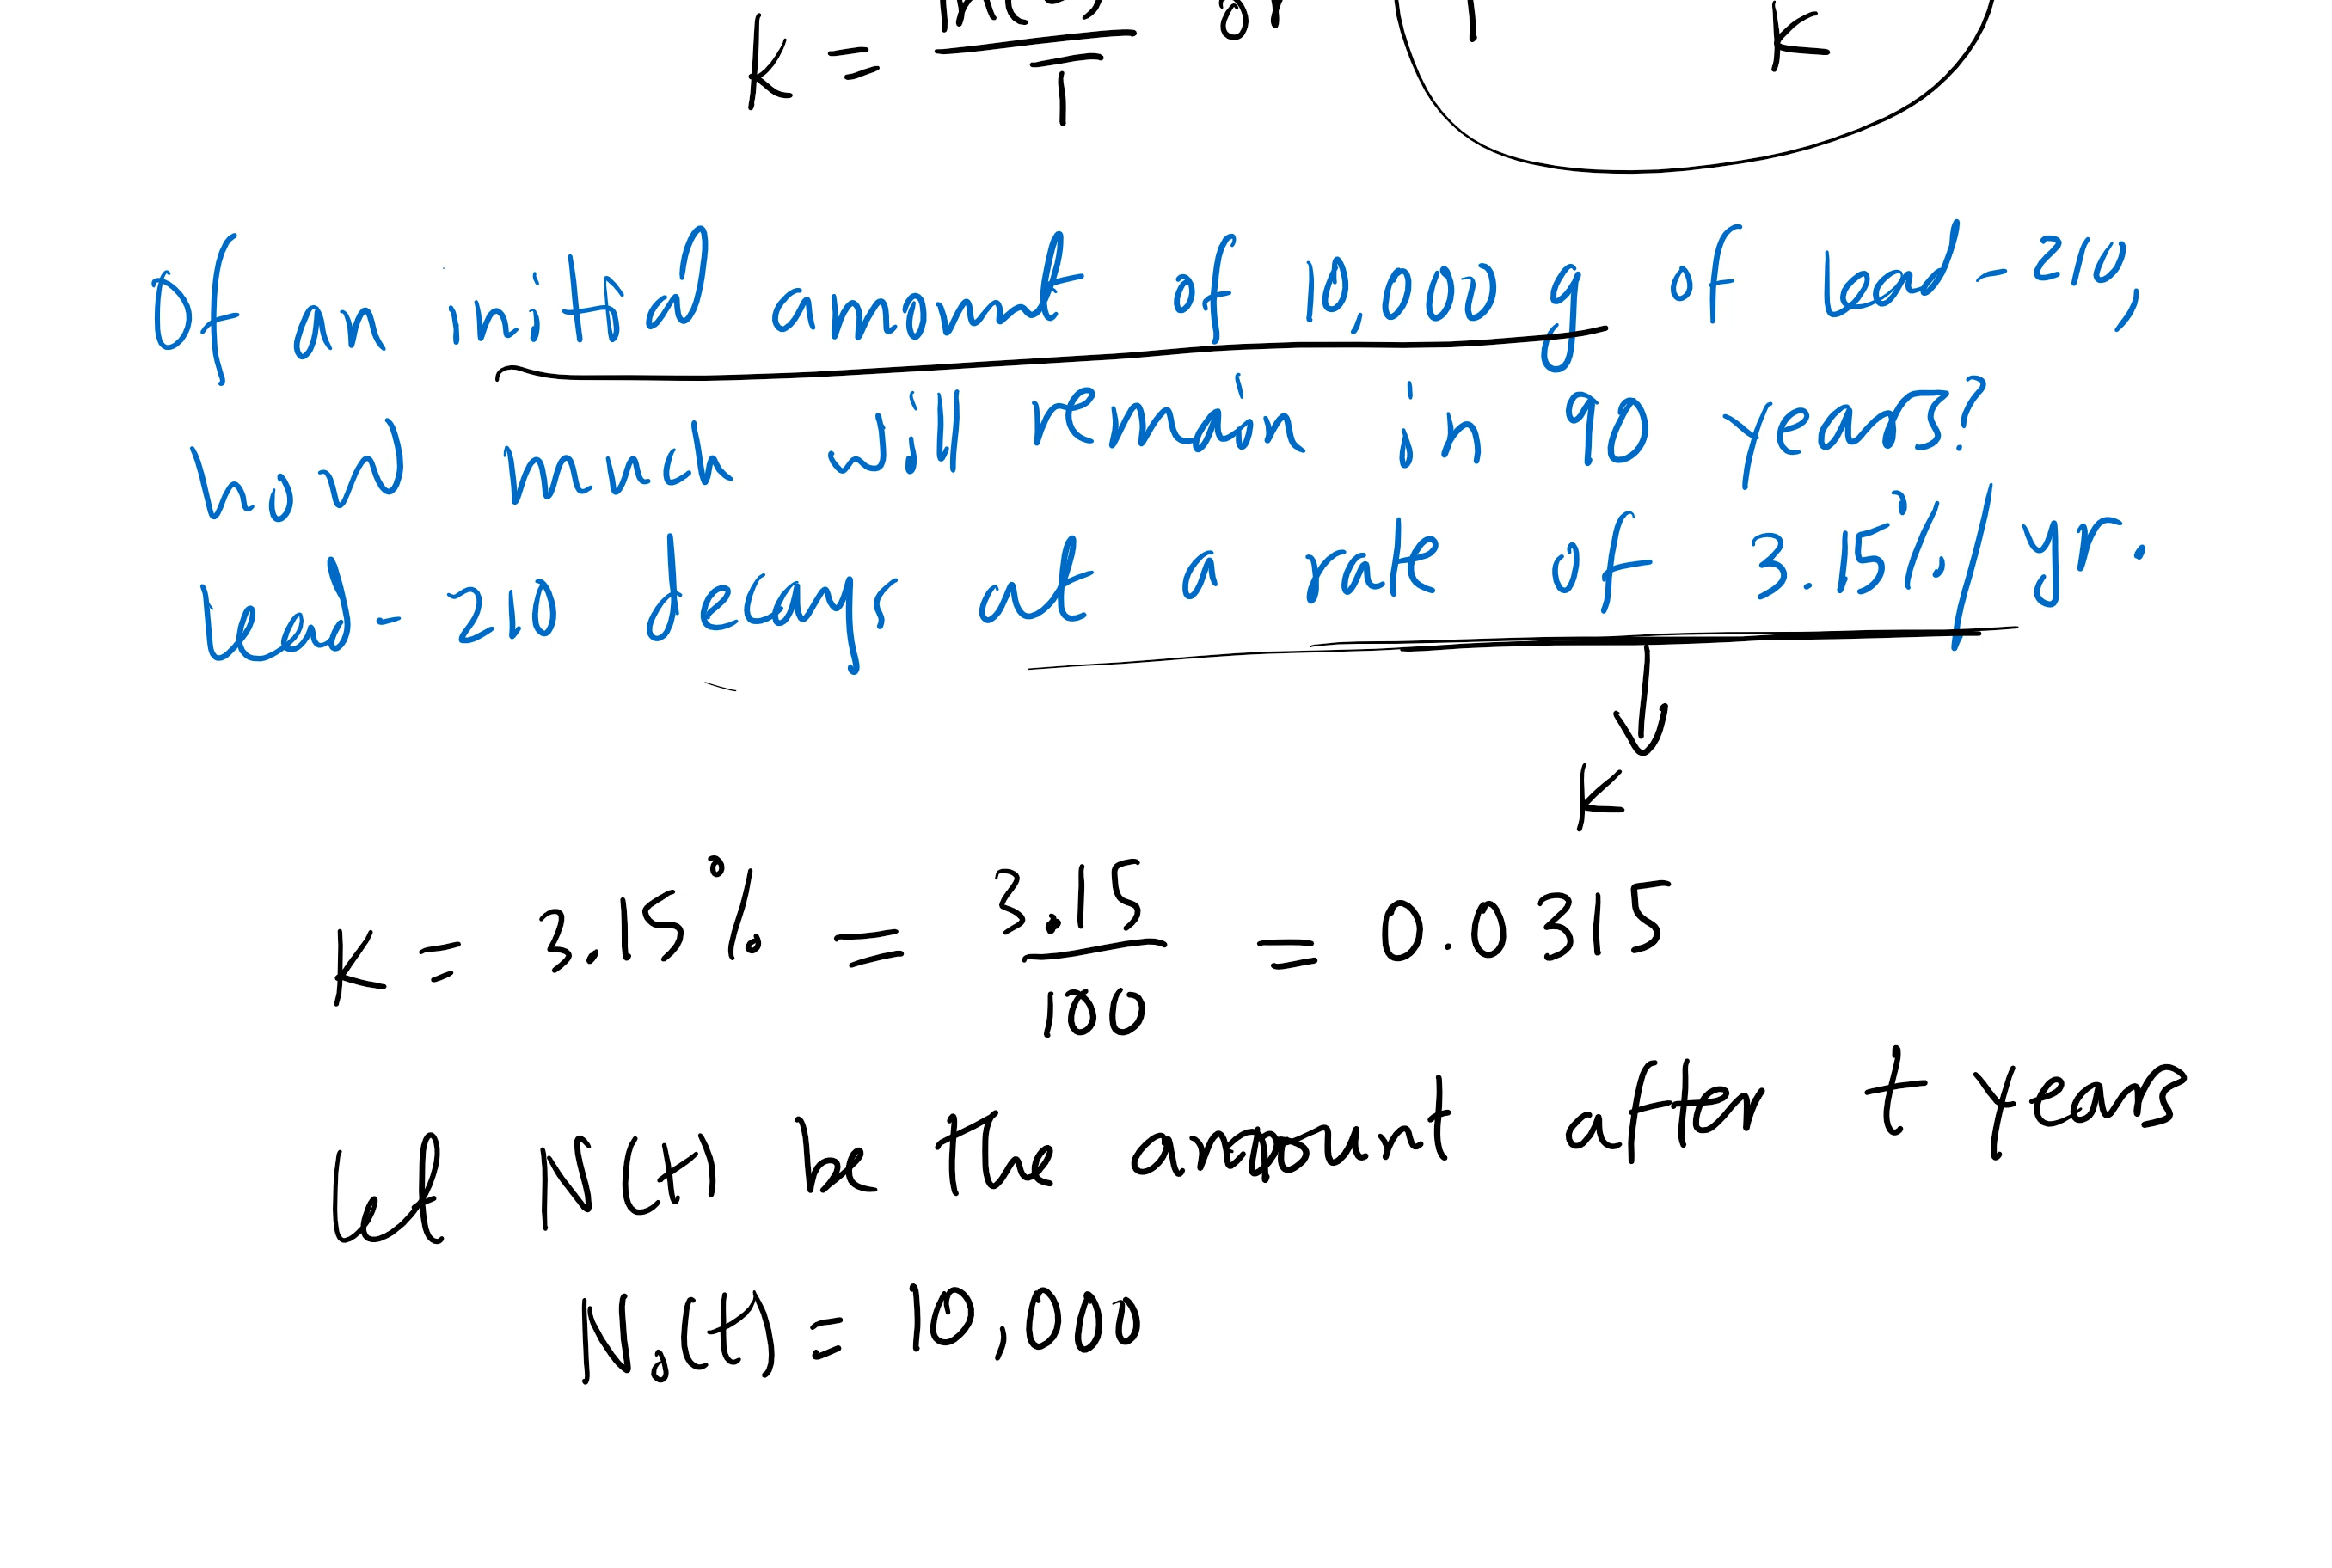 K =
T
K
Of an initial amount of 10,000 g of lead-210,
how much will remain in 90 years?
lead-210 decays at a rate of 3.15%/yr.
K
K = 3.15% = 3.15/100 = 0.0315
Let N(t) be the amount after t years
N₀(t) = 10,000